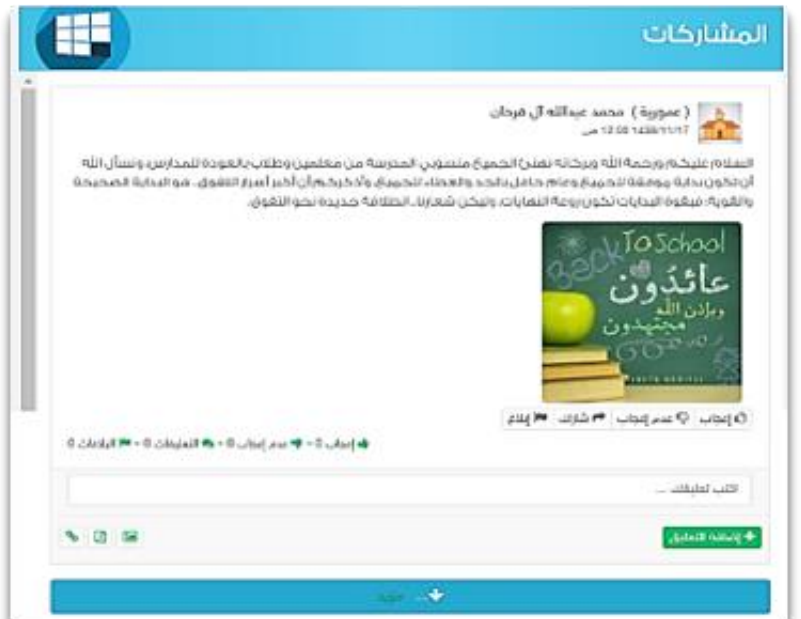 المشاركات
( عمومية ) محمد عبدالله آل فرحان
1438/11/17 12:08 ص
السلام عليكم ورحمة الله وبركاته نهنئ الجميع منسوبي المدرسة من معلمين وطلاب بالعودة للمدارس، ونسأل الله
أن تكون بداية موفقة للجميع وعام حافل بالجد والعطاء للجميع، وأذكركم أن أكبر أسرار التفوق.. هو البداية الصحيحة
والقوية؛ فبقوة البدايات تكون روعة النهايات، وليكن شعارنا.. انطلاقة جديدة نحو التفوق.
Back To School
عائدون
وبإذن الله
مجتهدون
إعجاب عدم إعجاب شارك إبلاغ
إعجاب 0 - عدم إعجاب 0 - التعليقات 0 - البلاغات 0
اكتب تعليقك ...
+ إضافة التعليق
... مزيد